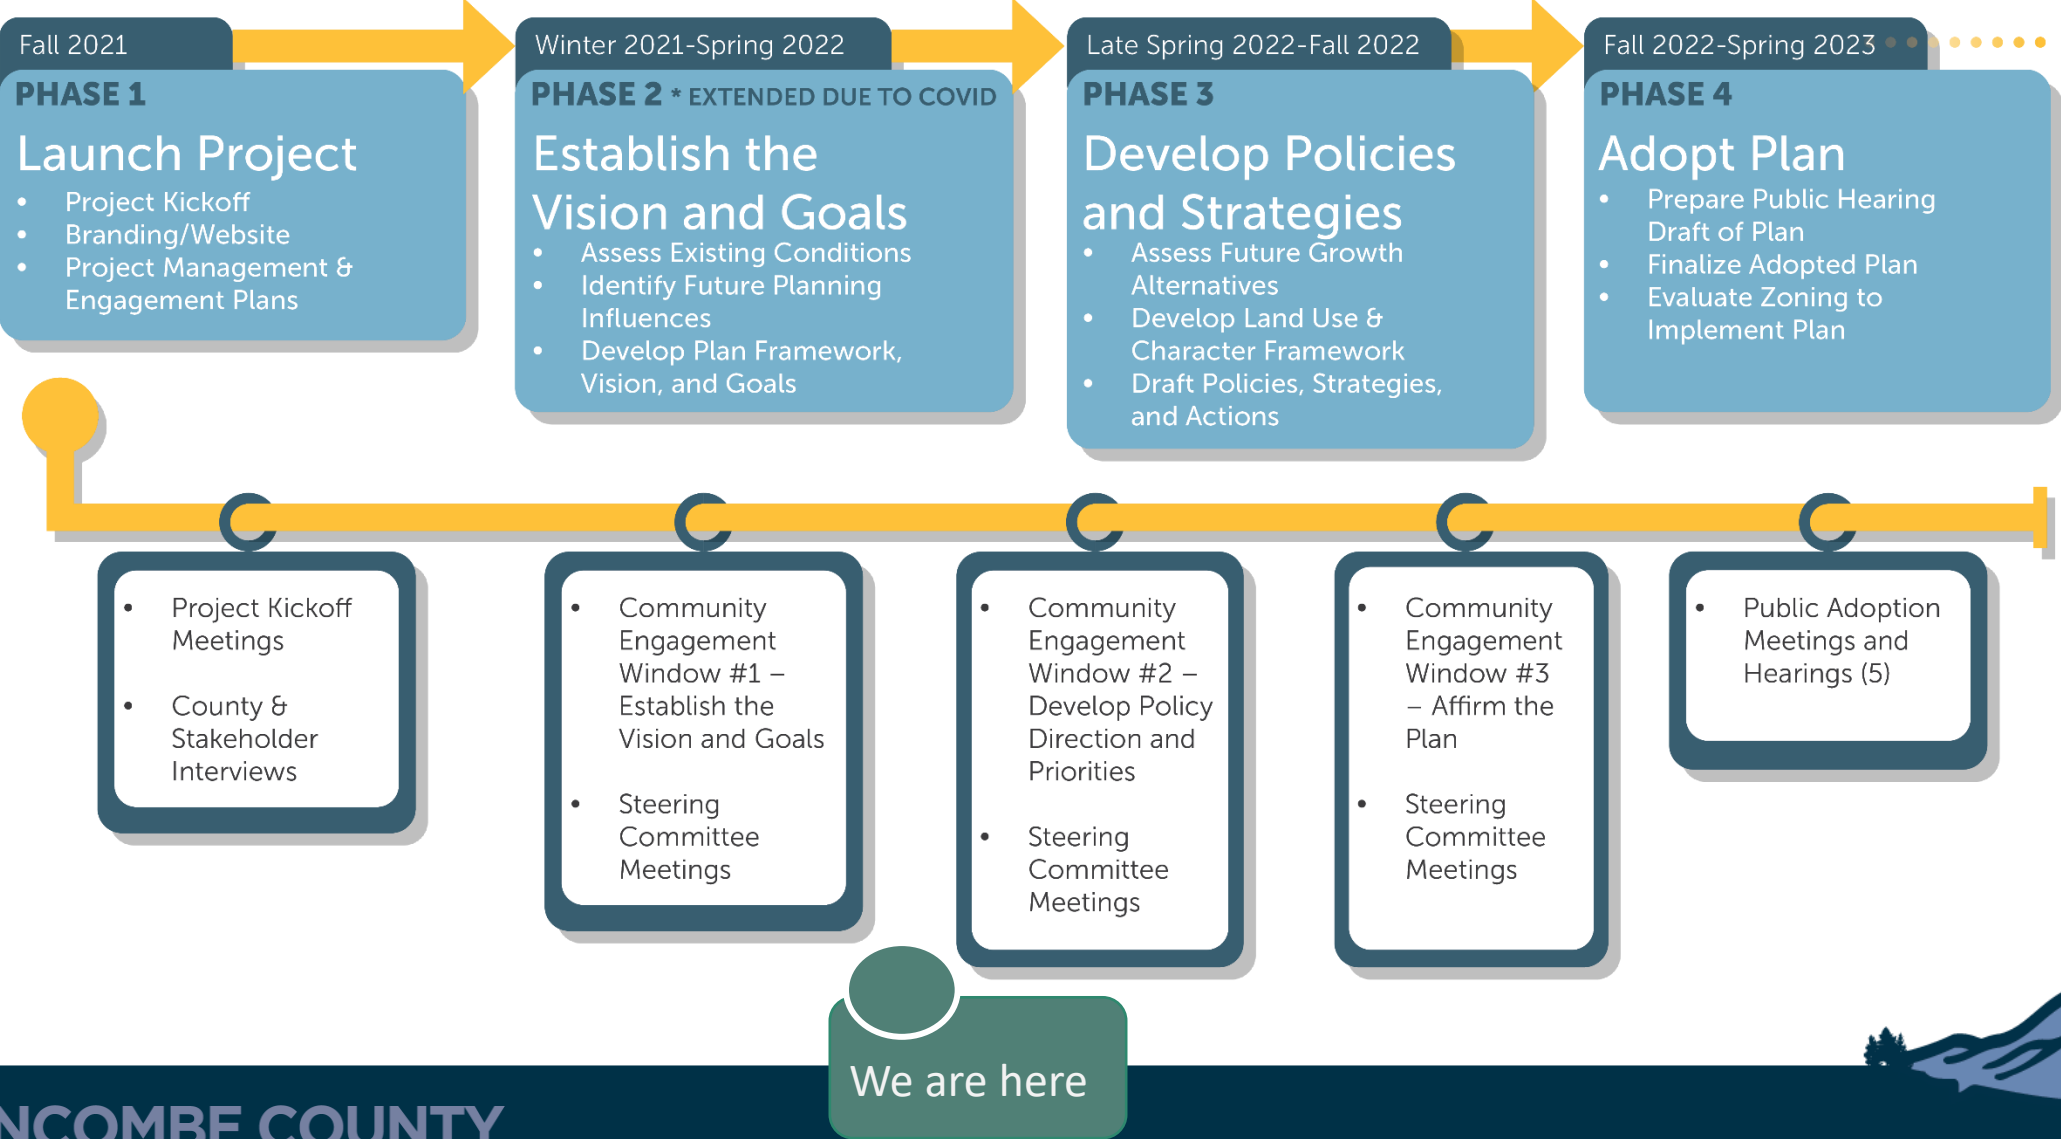 Fall 2021
PHASE 1
Launch Project
• Project Kickoff
• Branding/Website
• Project Management &
Engagement Plans
Winter 2021-Spring 2022
PHASE 2 * EXTENDED DUE TO COVID
Establish the
Vision and Goals
• Assess Existing Conditions
• Identify Future Planning
Influences
• Develop Plan Framework,
Vision, and Goals
Late Spring 2022-Fall 2022
PHASE 3
Develop Policies
and Strategies
• Assess Future Growth
Alternatives
• Develop Land Use &
Character Framework
• Draft Policies, Strategies,
and Actions
Fall 2022-Spring 2023
PHASE 4
Adopt Plan
• Prepare Public Hearing
Draft of Plan
• Finalize Adopted Plan
• Evaluate Zoning to
Implement Plan
• Project Kickoff
Meetings
• County &
Stakeholder
Interviews
• Community
Engagement
Window #1 –
Establish the
Vision and Goals
• Steering
Committee
Meetings
• Community
Engagement
Window #2 –
Develop Policy
Direction and
Priorities
• Steering
Committee
Meetings
• Community
Engagement
Window #3
– Affirm the
Plan
• Steering
Committee
Meetings
• Public Adoption
Meetings and
Hearings (5)
We are here
NCOMBE COUNTY